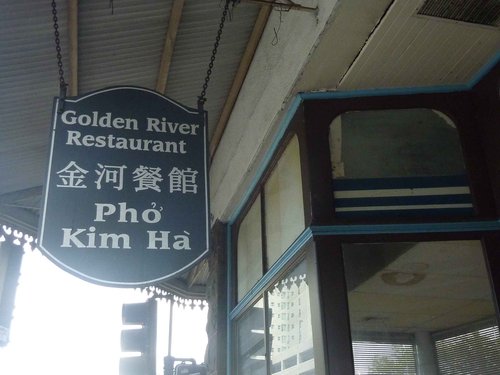 Golden River
Restaurant
金河餐館
Phở
Kim Hà